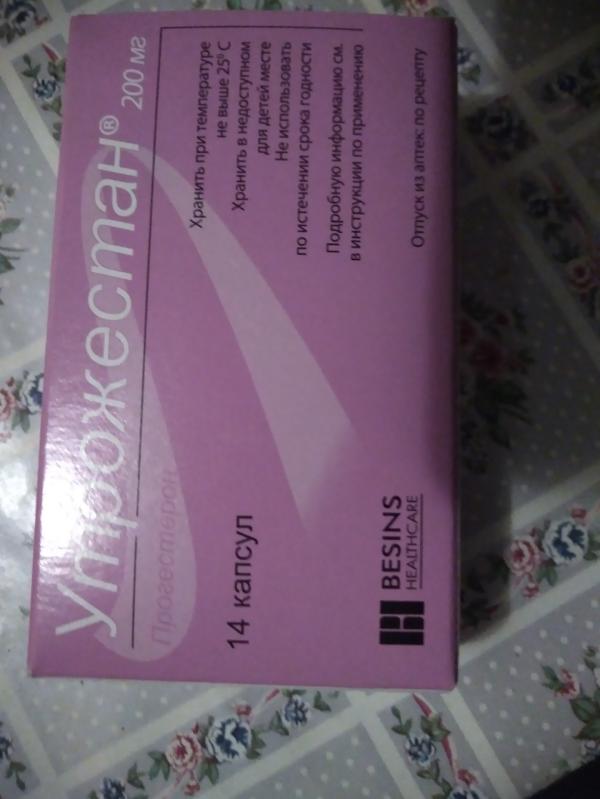 Утрожестан® 200 мг
Прогестерон
Хранить при температуре
не выше 25⁰ С
Хранить в недоступном
для детей месте
Не использовать
по истечении срока годности
Подробную информацию см.
в инструкции по применению
Отпуск из аптек: по рецепту
14 капсул
BESINS
HEALTHCARE